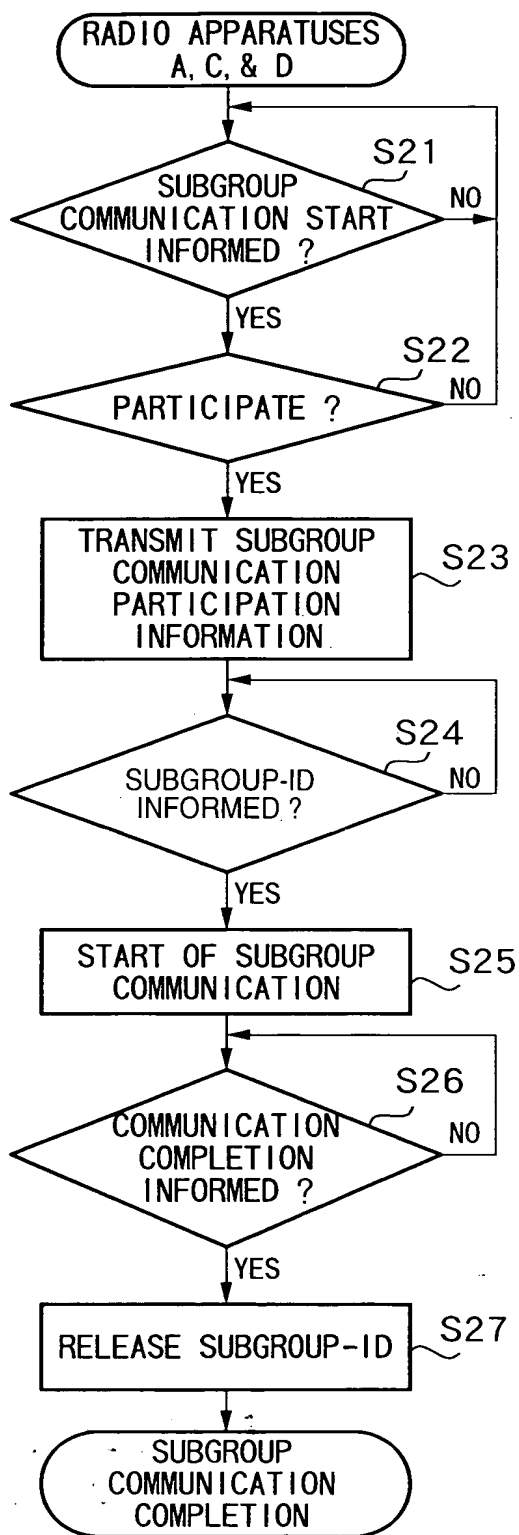 RADIO APPARATUSES
A, C, & D
S21
SUBGROUP
COMMUNICATION START
INFORMED ?
NO
YES
S22
PARTICIPATE ?
NO
YES
TRANSMIT SUBGROUP
COMMUNICATION
PARTICIPATION
INFORMATION
S23
S24
SUBGROUP-ID
INFORMED ?
NO
YES
START OF SUBGROUP
COMMUNICATION
S25
S26
COMMUNICATION
COMPLETION
INFORMED ?
NO
YES
RELEASE SUBGROUP-ID
S27
SUBGROUP
COMMUNICATION
COMPLETION